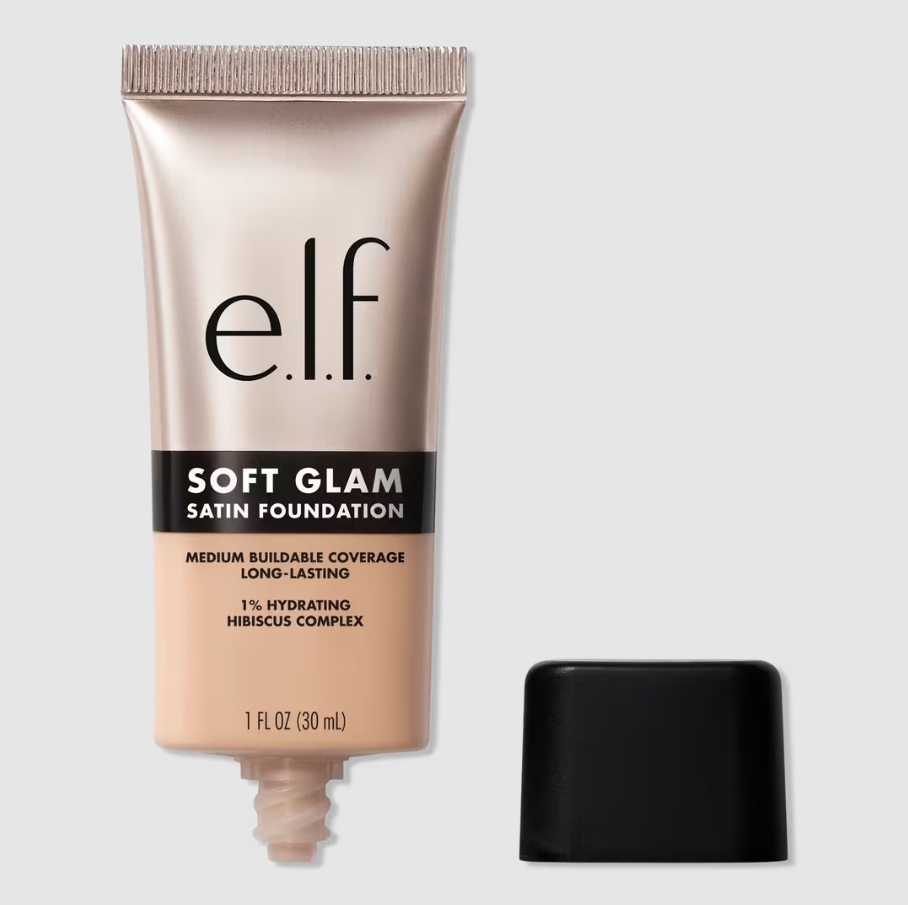 e.l.f.
SOFT GLAM
SATIN FOUNDATION
MEDIUM BUILDABLE COVERAGE
LONG-LASTING
1% HYDRATING
HIBISCUS COMPLEX
1 FL OZ (30 mL)